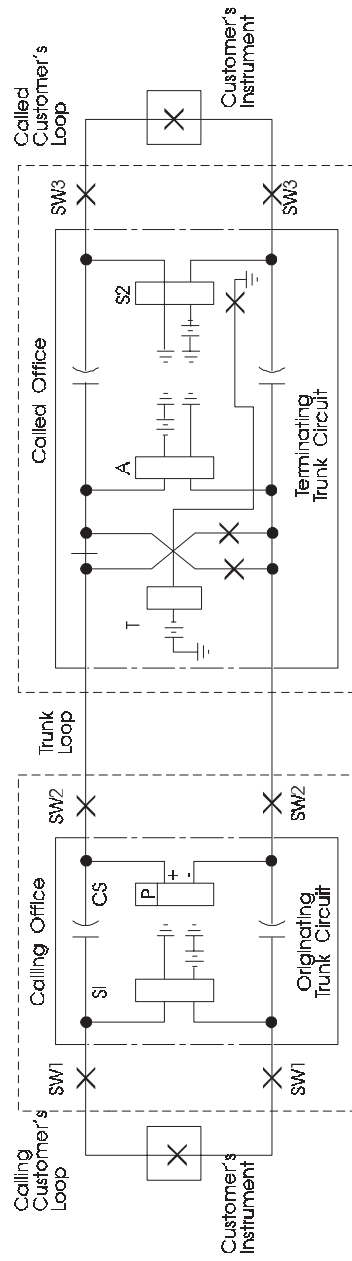 Calling
Customer's
Loop
Customer's
Instrument
SW1
SW1
Calling Office
SI
CS
P
+
-
Originating
Trunk Circuit
SW2
SW2
Trunk
Loop
Called Office
T
A
S2
Terminating
Trunk Circuit
SW3
SW3
Called
Customer's
Loop
Customer's
Instrument